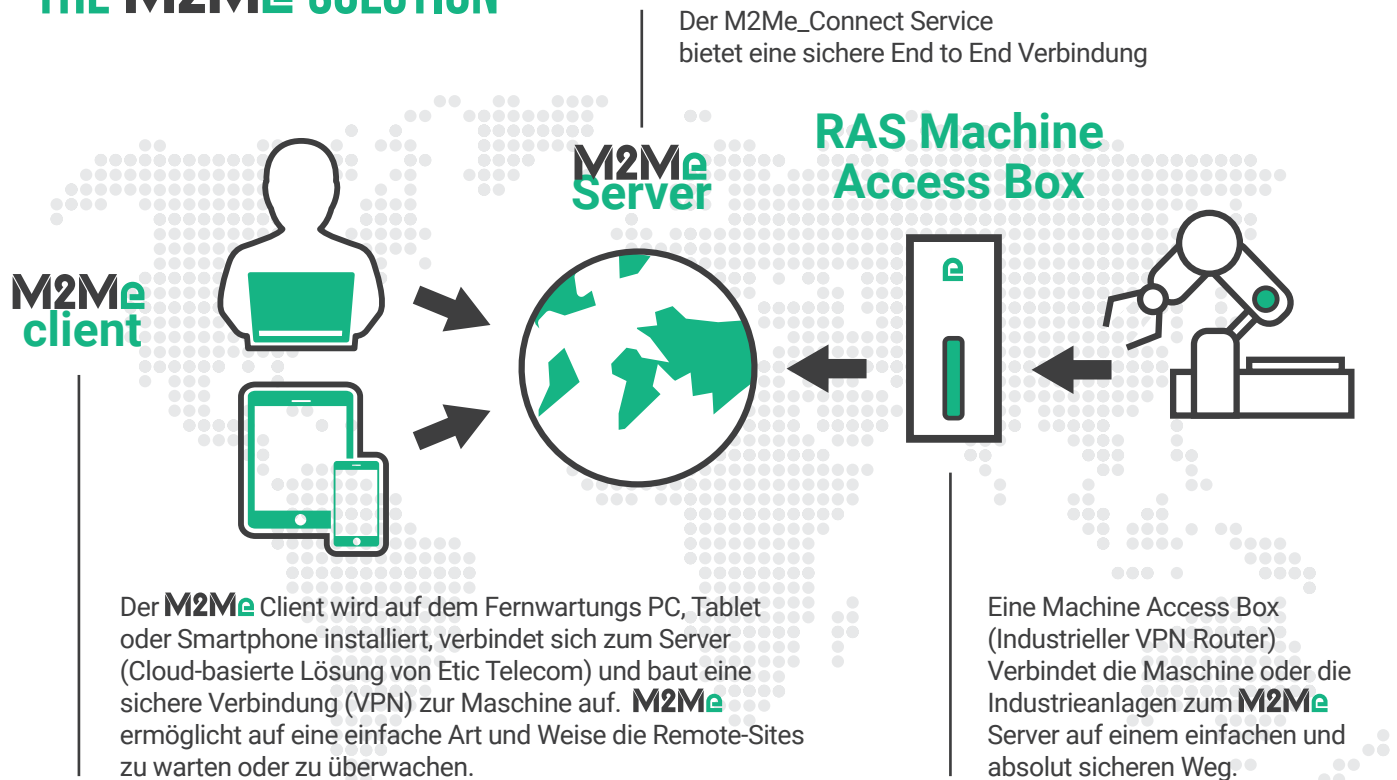 THE M2Me SOLUTION
Der M2Me_Connect Service
bietet eine sichere End to End Verbindung
M2Me
Server
RAS Machine
Access Box
M2Me
client
Der M2Me Client wird auf dem Fernwartungs PC, Tablet
oder Smartphone installiert, verbindet sich zum Server
(Cloud-basierte Lösung von Etic Telecom) und baut eine
sichere Verbindung (VPN) zur Maschine auf. M2Me
ermöglicht auf eine einfache Art und Weise die Remote-Sites
zu warten oder zu überwachen.
Eine Machine Access Box
(Industrieller VPN Router)
Verbindet die Maschine oder die
Industrieanlagen zum M2Me
Server auf einem einfachen und
absolut sicheren Weg.